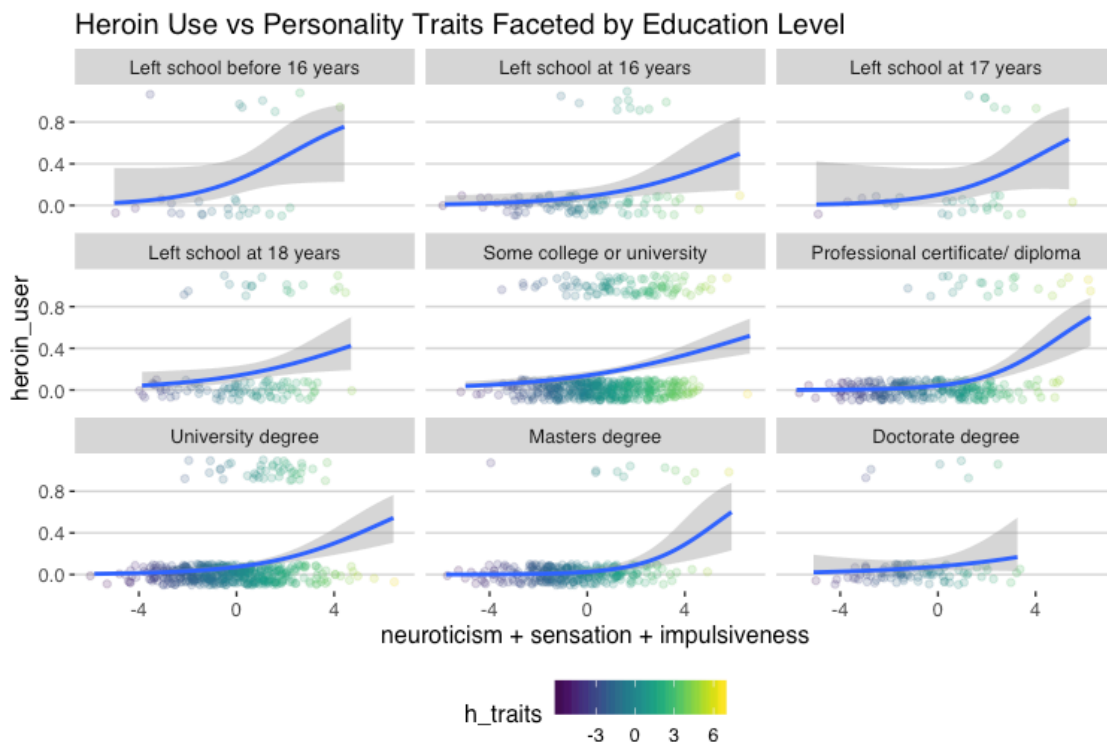 Heroin Use vs Personality Traits Faceted by Education Level
Left school before 16 years
Left school at 16 years
Left school at 17 years
0.8
0.4
0.0
Left school at 18 years
Some college or university
Professional certificate/ diploma
0.8
0.4
0.0
heroin_user
University degree
Masters degree
Doctorate degree
0.8
0.4
0.0
-4 0 4
-4 0 4
-4 0 4
neuroticism + sensation + impulsiveness
h_traits
-3 0 3 6